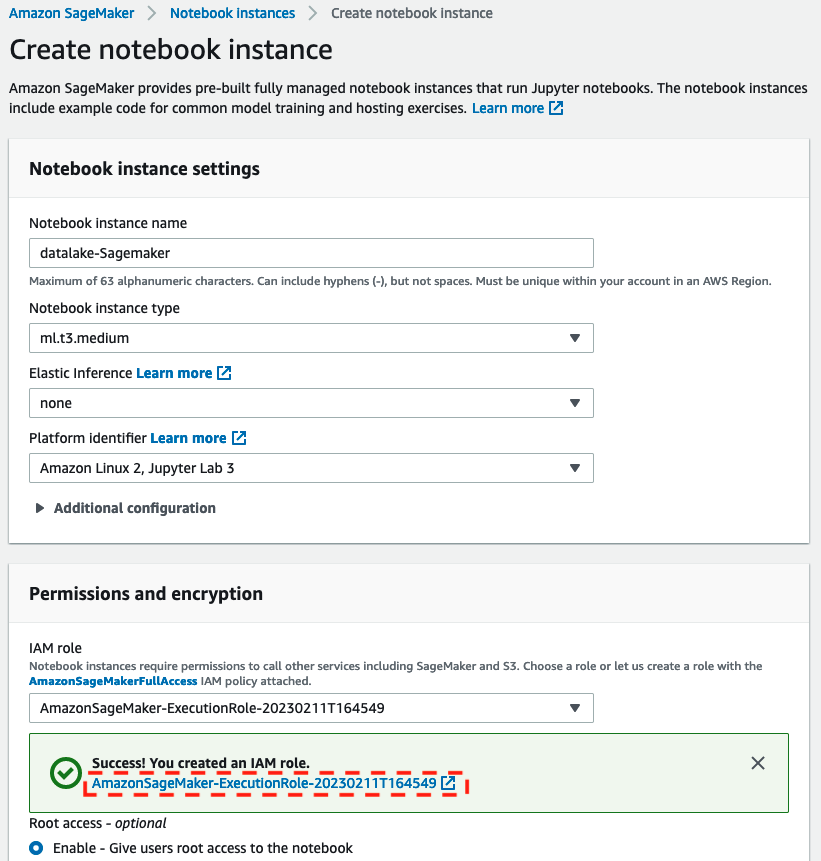 Amazon SageMaker > Notebook instances > Create notebook instance
Create notebook instance
Amazon SageMaker provides pre-built fully managed notebook instances that run Jupyter notebooks. The notebook instances
include example code for common model training and hosting exercises. Learn more
Notebook instance settings
Notebook instance name
datalake-Sagemaker
Maximum of 63 alphanumeric characters. Can include hyphens (-), but not spaces. Must be unique within your account in an AWS Region.
Notebook instance type
ml.t3.medium
Elastic Inference Learn more
none
Platform identifier Learn more
Amazon Linux 2, Jupyter Lab 3
Additional configuration
Permissions and encryption
IAM role
Notebook instances require permissions to call other services including SageMaker and S3. Choose a role or let us create a role with the
AmazonSageMakerFullAccess IAM policy attached.
AmazonSageMaker-ExecutionRole-20230211T164549
Success! You created an IAM role.
AmazonSageMaker-ExecutionRole-20230211T164549
Root access - optional
Enable - Give users root access to the notebook